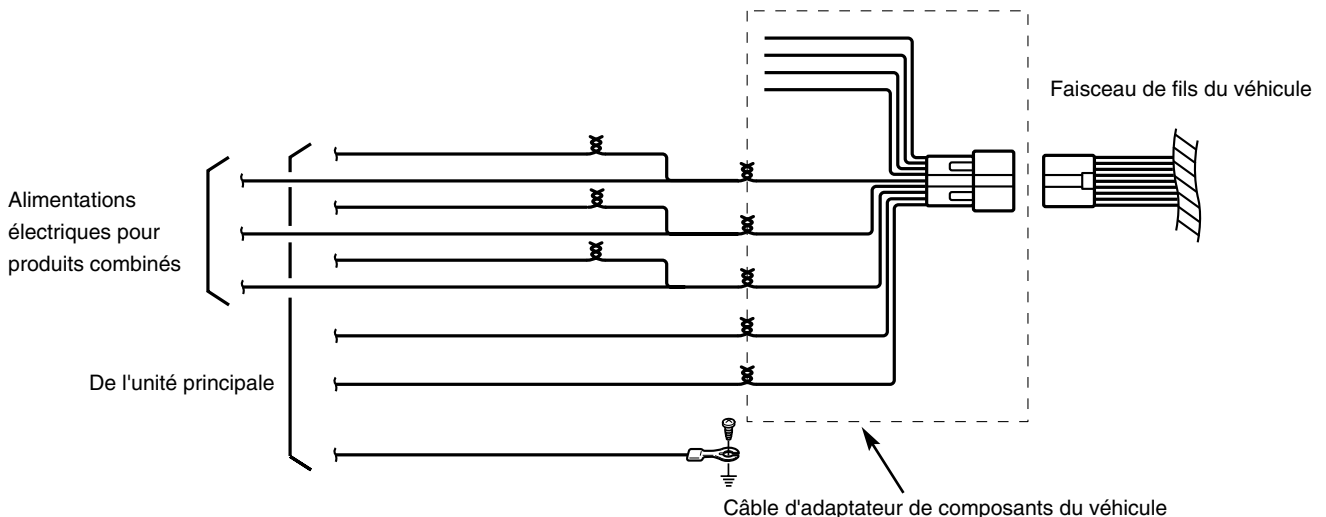 Faisceau de fils du véhicule
Alimentations
électriques pour
produits combinés
De l'unité principale
Câble d'adaptateur de composants du véhicule